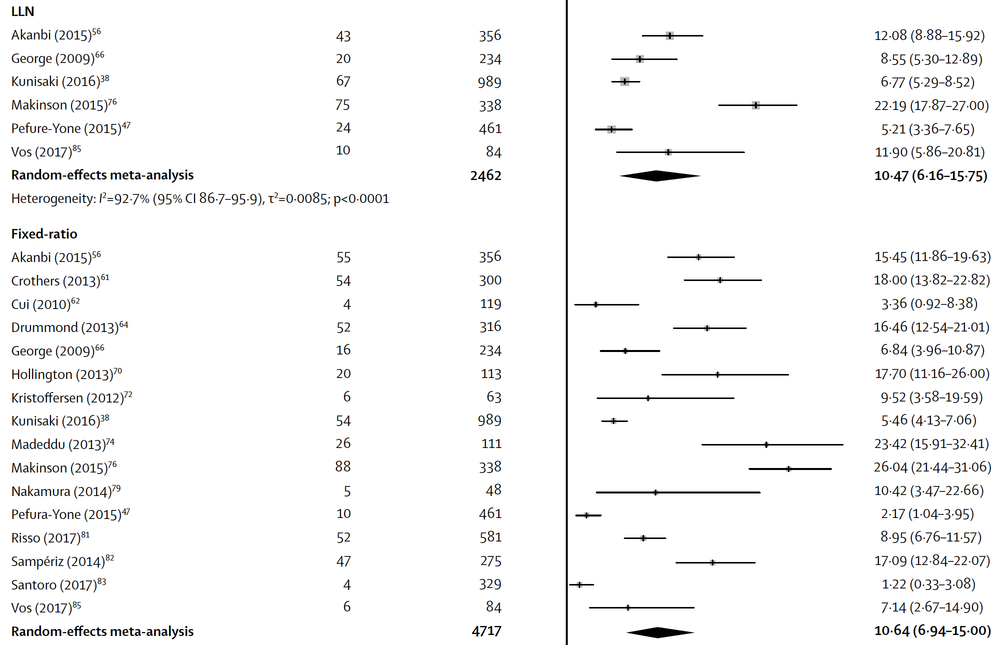 LLN
Akanbi (2015)⁵⁶ 43 356 12·08 (8·88–15·92)
George (2009)⁶⁶ 20 234 8·55 (5·30–12·89)
Kunisaki (2016)³⁸ 67 989 6·77 (5·29–8·52)
Makinson (2015)⁷⁶ 75 338 22·19 (17·87–27·00)
Pefure-Yone (2015)⁴⁷ 24 461 5·21 (3·36–7·65)
Vos (2017)⁸⁵ 10 84 11·90 (5·86–20·81)
Random-effects meta-analysis 2462 10·47 (6·16–15·75)
Heterogeneity: I²=92·7% (95% CI 86·7–95·9), τ²=0·0085; p<0·0001
Fixed-ratio
Akanbi (2015)⁵⁶ 55 356 15·45 (11·86–19·63)
Crothers (2013)⁶¹ 54 300 18·00 (13·82–22·82)
Cui (2010)⁶² 4 119 3·36 (0·92–8·38)
Drummond (2013)⁶⁴ 52 316 16·46 (12·54–21·01)
George (2009)⁶⁶ 16 234 6·84 (3·96–10·87)
Hollington (2013)⁷⁰ 20 113 17·70 (11·16–26·00)
Kristoffersen (2012)⁷² 6 63 9·52 (3·58–19·59)
Kunisaki (2016)³⁸ 54 989 5·46 (4·13–7·06)
Madeddu (2013)⁷⁴ 26 111 23·42 (15·91–32·41)
Makinson (2015)⁷⁶ 88 338 26·04 (21·44–31·06)
Nakamura (2014)⁷⁹ 5 48 10·42 (3·47–22·66)
Pefura-Yone (2015)⁴⁷ 10 461 2·17 (1·04–3·95)
Risso (2017)⁸¹ 52 581 8·95 (6·76–11·57)
Sampériz (2014)⁸² 47 275 17·09 (12·84–22·07)
Santoro (2017)⁸³ 4 329 1·22 (0·33–3·08)
Vos (2017)⁸⁵ 6 84 7·14 (2·67–14·90)
Random-effects meta-analysis 4717 10·64 (6·94–15·00)